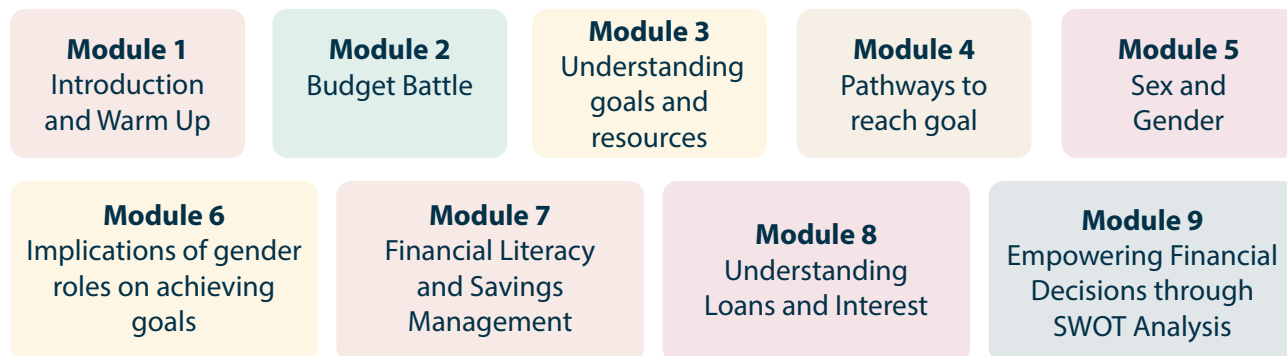 Module 1
Introduction
and Warm Up
Module 2
Budget Battle
Module 3
Understanding
goals and
resources
Module 4
Pathways to
reach goal
Module 5
Sex and
Gender
Module 6
Implications of gender
roles on achieving
goals
Module 7
Financial Literacy
and Savings
Management
Module 8
Understanding
Loans and Interest
Module 9
Empowering Financial
Decisions through
SWOT Analysis